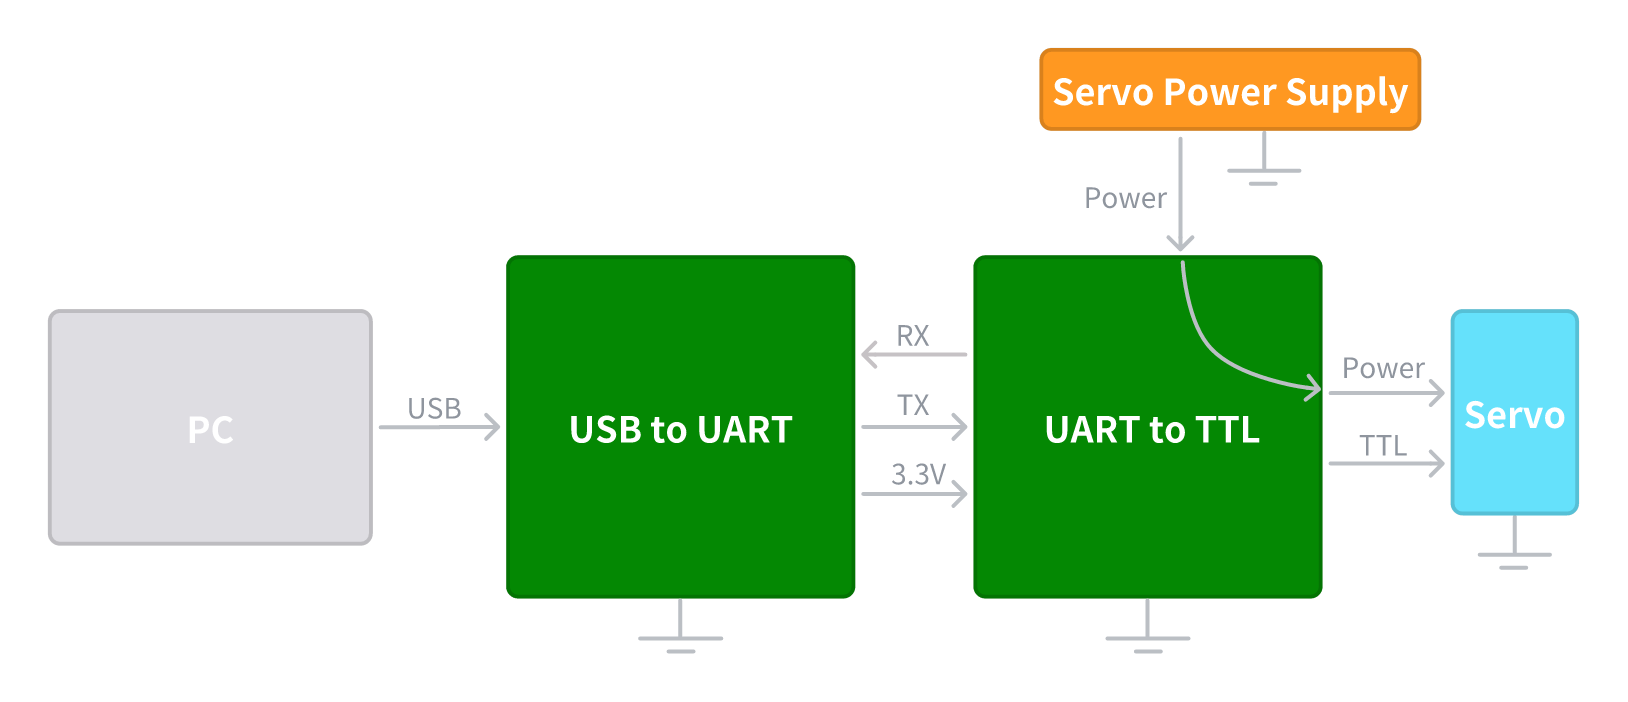 Servo Power Supply
Power
RX
Power
USB
TX
PC
USB to UART
UART to TTL
Servo
TTL
3.3V